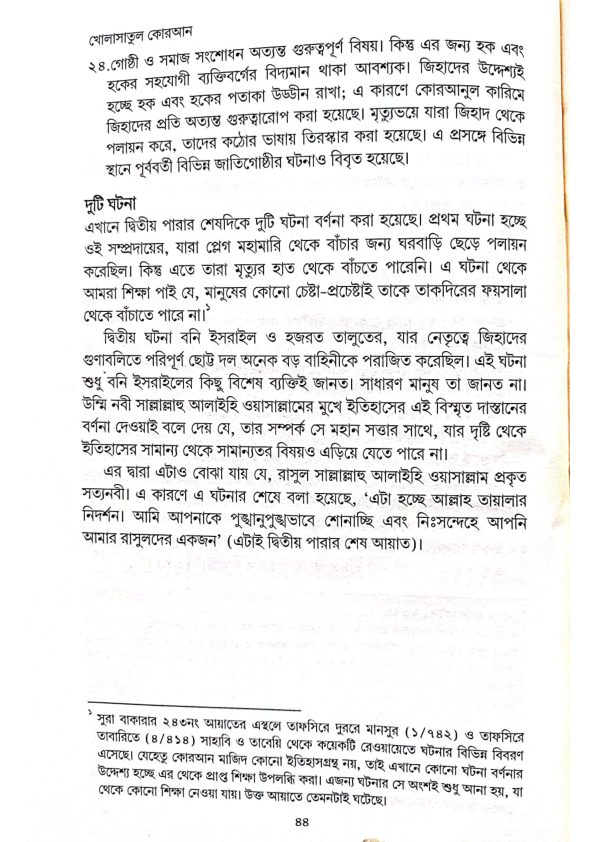 খোলাসাতুল কোরআন
২৪.গোষ্ঠী ও সমাজ সংশোধন অত্যন্ত গুরুত্বপূর্ণ বিষয়। কিন্তু এর জন্য হক এবং
হকের সহযোগী ব্যক্তিবর্গের বিদ্যমান থাকা আবশ্যক। জিহাদের উদ্দেশ্যই
হচ্ছে হক এবং হকের পতাকা উড্ডীন রাখা; এ কারণে কোরআনুল কারিমে
জিহাদের প্রতি অত্যন্ত গুরুত্বারোপ করা হয়েছে। মৃত্যুভয়ে যারা জিহাদ থেকে
পলায়ন করে, তাদের কঠোর ভাষায় তিরস্কার করা হয়েছে। এ প্রসঙ্গে বিভিন্ন
স্থানে পূর্ববর্তী বিভিন্ন জাতিগোষ্ঠীর ঘটনাও বিবৃত হয়েছে।
দুটি ঘটনা
এখানে দ্বিতীয় পারার শেষদিকে দুটি ঘটনা বর্ণনা করা হয়েছে। প্রথম ঘটনা হচ্ছে
ওই সম্প্রদায়ের, যারা প্লেগ মহামারি থেকে বাঁচার জন্য ঘরবাড়ি ছেড়ে পলায়ন
করেছিল। কিন্তু এতে তারা মৃত্যুর হাত থেকে বাঁচতে পারেনি। এ ঘটনা থেকে
আমরা শিক্ষা পাই যে, মানুষের কোনো চেষ্টা-প্রচেষ্টাই তাকে তাকদিরের ফয়সালা
থেকে বাঁচাতে পারে না।১
দ্বিতীয় ঘটনা বনি ইসরাইল ও হজরত তালুতের, যার নেতৃত্বে জিহাদের
গুণাবলিতে পরিপূর্ণ ছোট্ট দল অনেক বড় বাহিনীকে পরাজিত করেছিল। এই ঘটনা
শুধু বনি ইসরাইলের কিছু বিশেষ ব্যক্তিই জানত। সাধারণ মানুষ তা জানত না।
উম্মি নবী সাল্লাল্লাহু আলাইহি ওয়াসাল্লামের মুখে ইতিহাসের এই বিস্মৃত দাস্তানের
বর্ণনা দেওয়াই বলে দেয় যে, তার সম্পর্ক সে মহান সত্তার সাথে, যার দৃষ্টি থেকে
ইতিহাসের সামান্য থেকে সামান্যতর বিষয়ও এড়িয়ে যেতে পারে না।
এর দ্বারা এটাও বোঝা যায় যে, রাসুল সাল্লাল্লাহু আলাইহি ওয়াসাল্লাম প্রকৃত
সত্যনবী। এ কারণে এ ঘটনার শেষে বলা হয়েছে, ‘এটা হচ্ছে আল্লাহ তায়ালার
নিদর্শন। আমি আপনাকে পুঙ্খানুপুঙ্খভাবে শোনাচ্ছি এবং নিঃসন্দেহে আপনি
আমার রাসুলদের একজন’ (এটাই দ্বিতীয় পারার শেষ আয়াত)।
১ সুরা বাকারার ২৪৩নং আয়াতের এস্থলে তাফসিরে দুররে মানসুর (১/৭৪২) ও তাফসিরে
তাবারিতে (৪/৪১৪) সাহাবি ও তাবেয়ি থেকে কয়েকটি রেওয়ায়েতে ঘটনার বিভিন্ন বিবরণ
এসেছে। যেহেতু কোরআন মাজিদ কোনো ইতিহাসগ্রন্থ নয়, তাই এখানে কোনো ঘটনা বর্ণনার
উদ্দেশ্য হচ্ছে এর থেকে প্রাপ্ত শিক্ষা উপলব্ধি করা। এজন্য ঘটনার সে অংশই শুধু আনা হয়, যা
থেকে কোনো শিক্ষা নেওয়া যায়। উক্ত আয়াতে তেমনটাই ঘটেছে।
৪৪